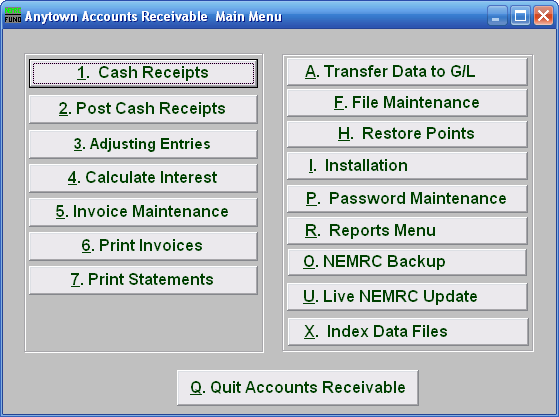 Anytown Accounts Receivable Main Menu
FUND
1. Cash Receipts
2. Post Cash Receipts
3. Adjusting Entries
4. Calculate Interest
5. Invoice Maintenance
6. Print Invoices
7. Print Statements
A. Transfer Data to G/L
F. File Maintenance
H. Restore Points
I. Installation
P. Password Maintenance
R. Reports Menu
O. NEMRC Backup
U. Live NEMRC Update
X. Index Data Files
Q. Quit Accounts Receivable